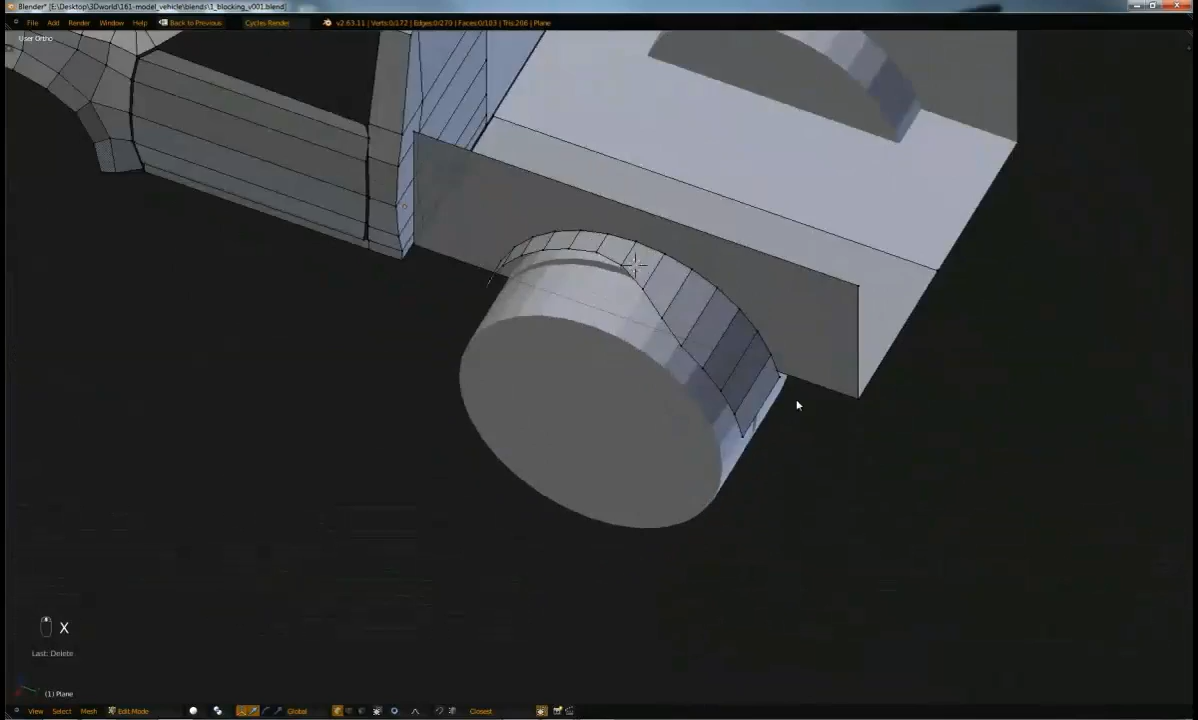 Blender* [E:\Desktop\3Dworld\161-model_vehicle\blends\1_blocking_v001.blend]
File Add Render Window Help Back to Previous Cycles Render v2.63.11 | Verts:0/172 | Edges:0/270 | Faces:0/103 | Tris:266 | Plane
User Ortho
X
Last: Delete
(1) Plane
View Select Mesh Edit Mode Global Closest